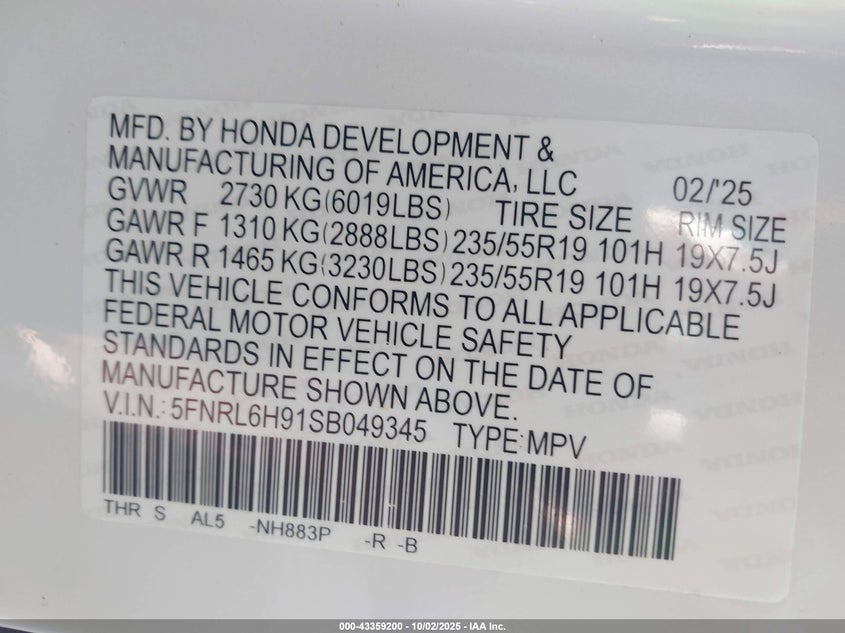 MFD. BY HONDA DEVELOPMENT &
MANUFACTURING OF AMERICA, LLC 02/'25
GVWR 2730 KG(6019LBS) TIRE SIZE RIM SIZE
GAWR F 1310 KG(2888LBS) 235/55R19 101H 19X7.5J
GAWR R 1465 KG(3230LBS) 235/55R19 101H 19X7.5J
THIS VEHICLE CONFORMS TO ALL APPLICABLE
FEDERAL MOTOR VEHICLE SAFETY
STANDARDS IN EFFECT ON THE DATE OF
MANUFACTURE SHOWN ABOVE.
V.I.N.: 5FNRL6H91SB049345 TYPE:MPV
THR S AL5 -NH883P -R -B
000-43359200 - 10/02/2025 - IAA Inc.